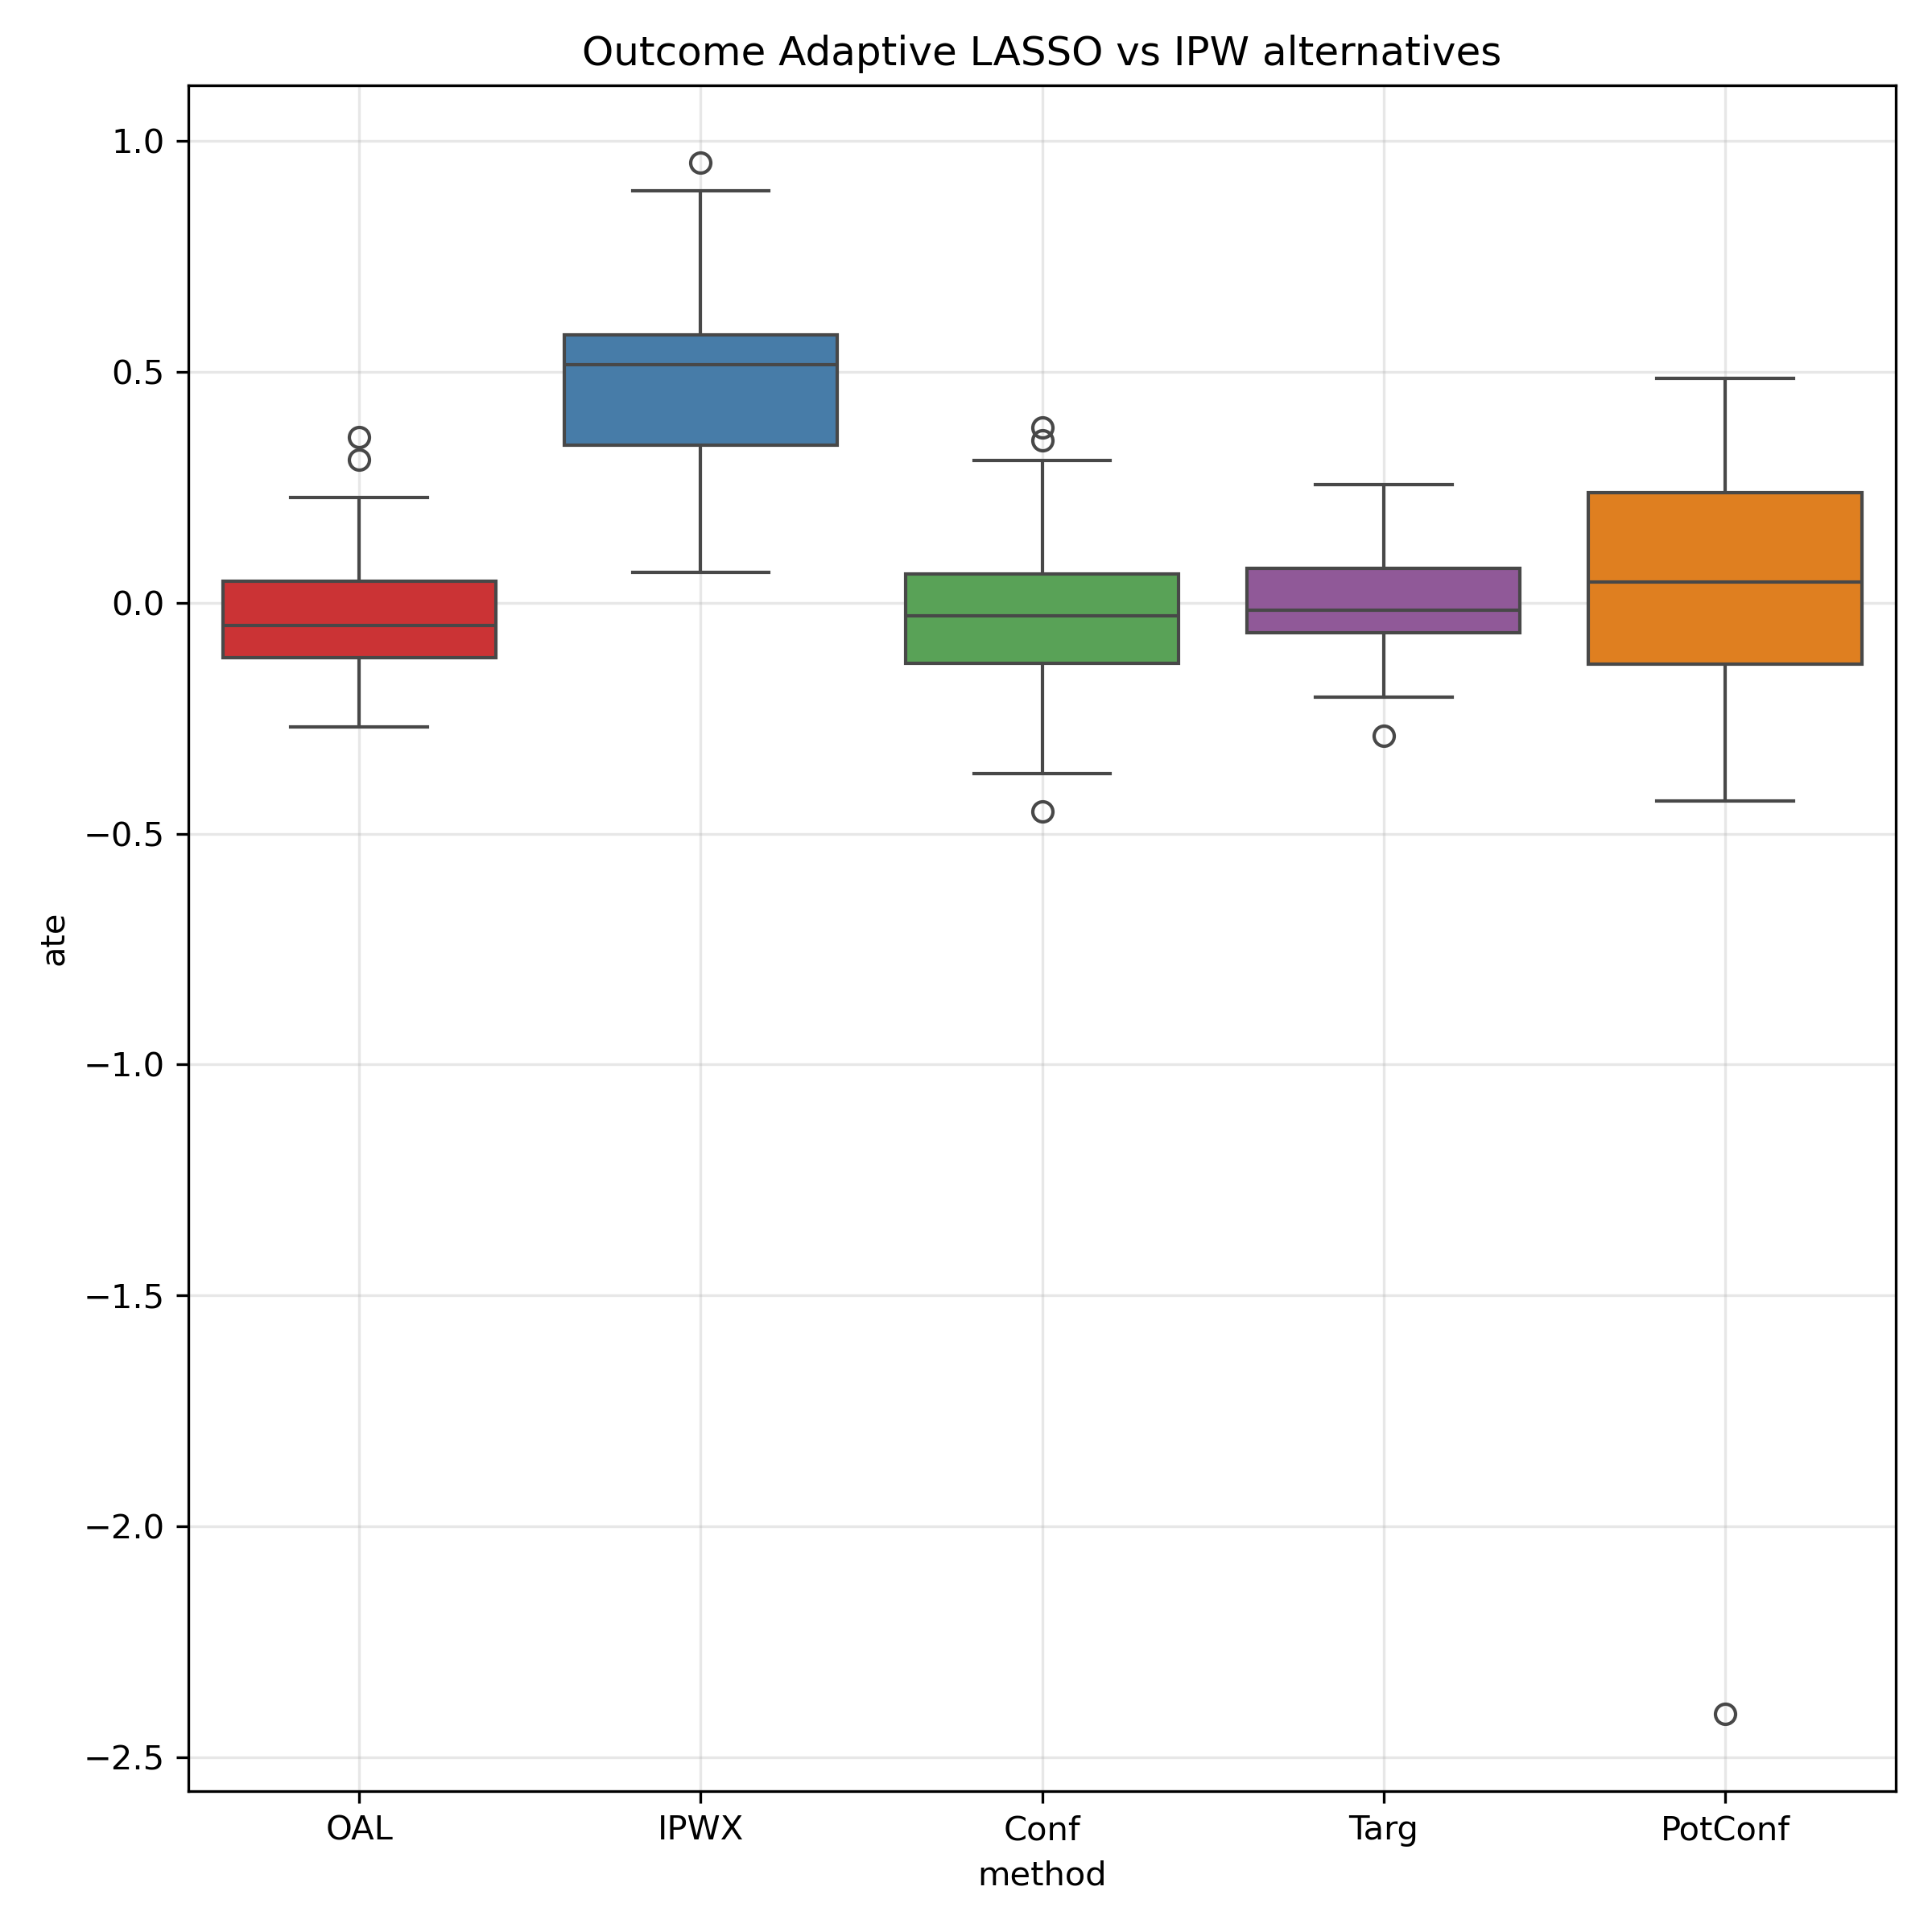 Outcome Adaptive LASSO vs IPW alternatives
1.0
0.5
0.0
−0.5
−1.0
−1.5
−2.0
−2.5
ate
OAL IPWX Conf Targ PotConf
method